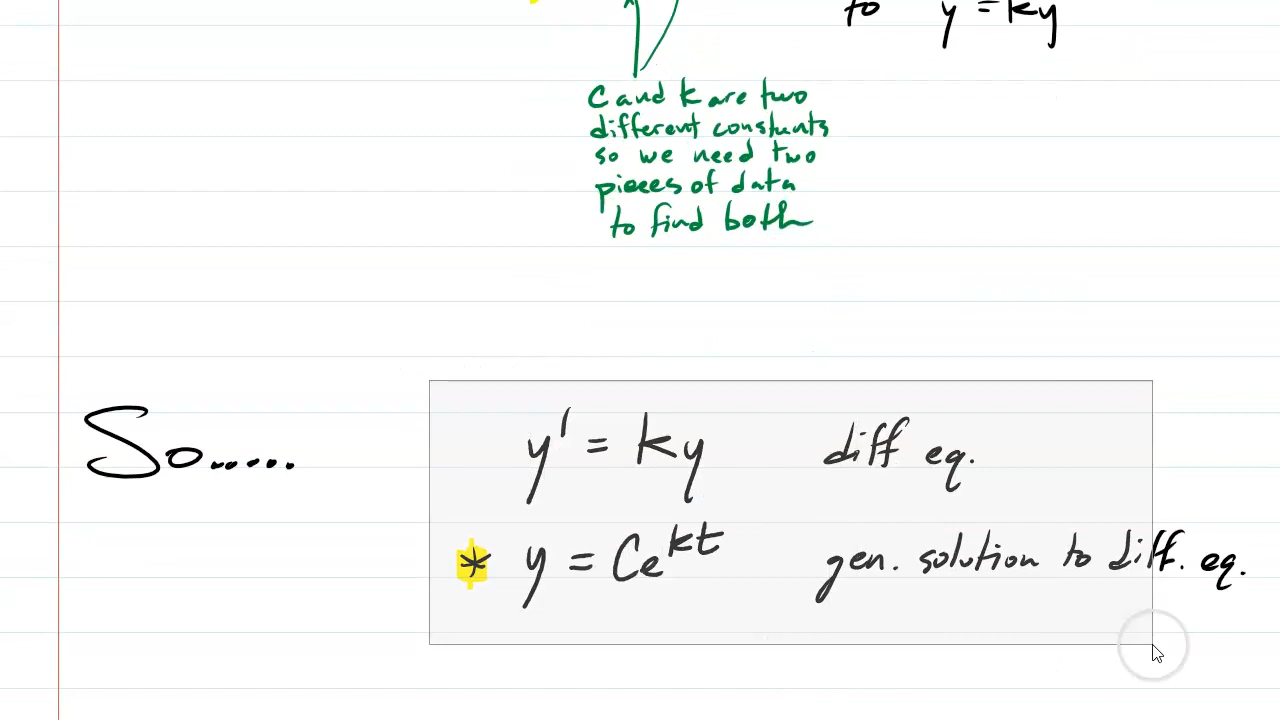 to y' = ky
C and k are two
different constants
so we need two
pieces of data
to find both
So..... y' = ky diff eq.
* y = Ce^kt gen. solution to diff. eq.